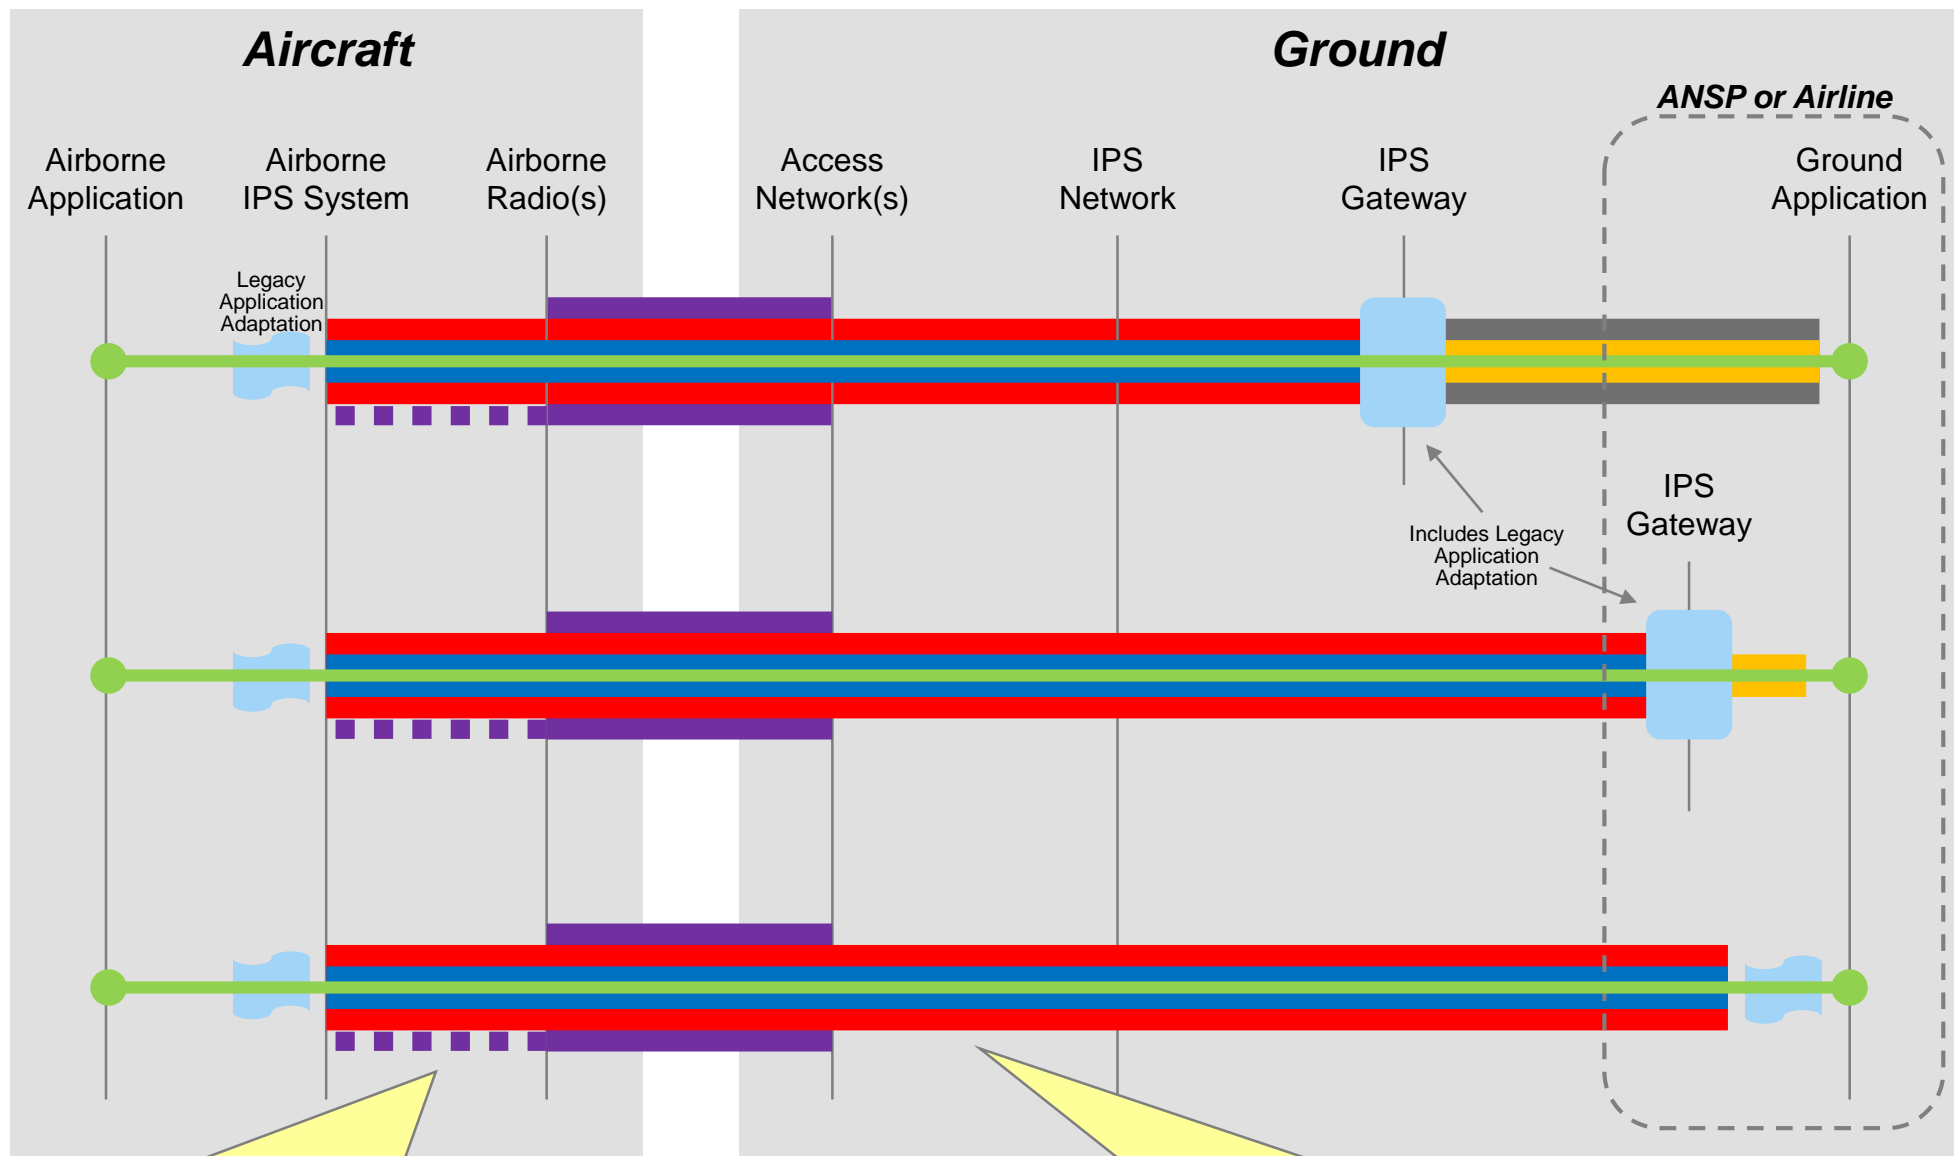 Aircraft
Ground
ANSP or Airline
Airborne
Application
Airborne
IPS System
Airborne
Radio(s)
Access
Network(s)
IPS
Network
IPS
Gateway
Ground
Application
Legacy
Application
Adaptation
IPS
Gateway
Includes Legacy
Application
Adaptation